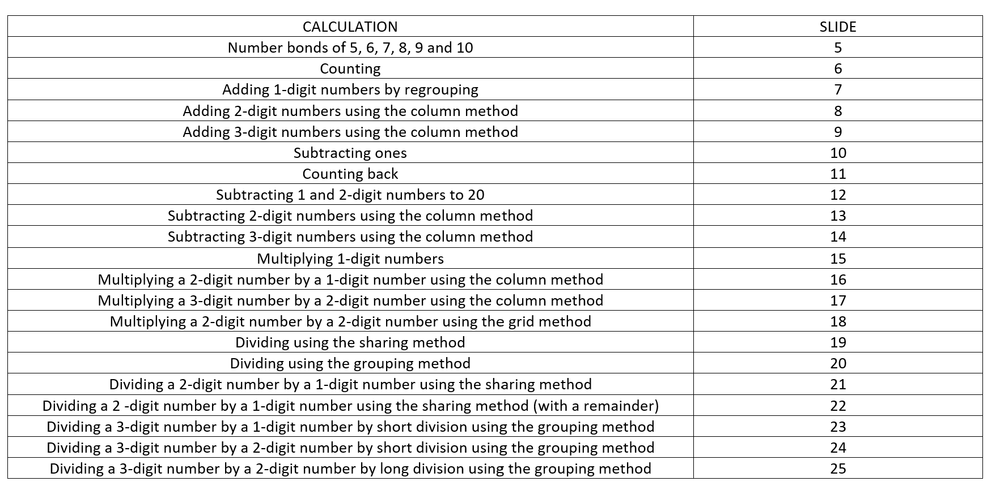 CALCULATION SLIDE
Number bonds of 5, 6, 7, 8, 9 and 10 5
Counting 6
Adding 1-digit numbers by regrouping 7
Adding 2-digit numbers using the column method 8
Adding 3-digit numbers using the column method 9
Subtracting ones 10
Counting back 11
Subtracting 1 and 2-digit numbers to 20 12
Subtracting 2-digit numbers using the column method 13
Subtracting 3-digit numbers using the column method 14
Multiplying 1-digit numbers 15
Multiplying a 2-digit number by a 1-digit number using the column method 16
Multiplying a 3-digit number by a 2-digit number using the column method 17
Multiplying a 2-digit number by a 2-digit number using the grid method 18
Dividing using the sharing method 19
Dividing using the grouping method 20
Dividing a 2-digit number by a 1-digit number using the sharing method 21
Dividing a 2 -digit number by a 1-digit number using the sharing method (with a remainder) 22
Dividing a 3-digit number by a 1-digit number by short division using the grouping method 23
Dividing a 3-digit number by a 2-digit number by short division using the grouping method 24
Dividing a 3-digit number by a 2-digit number by long division using the grouping method 25